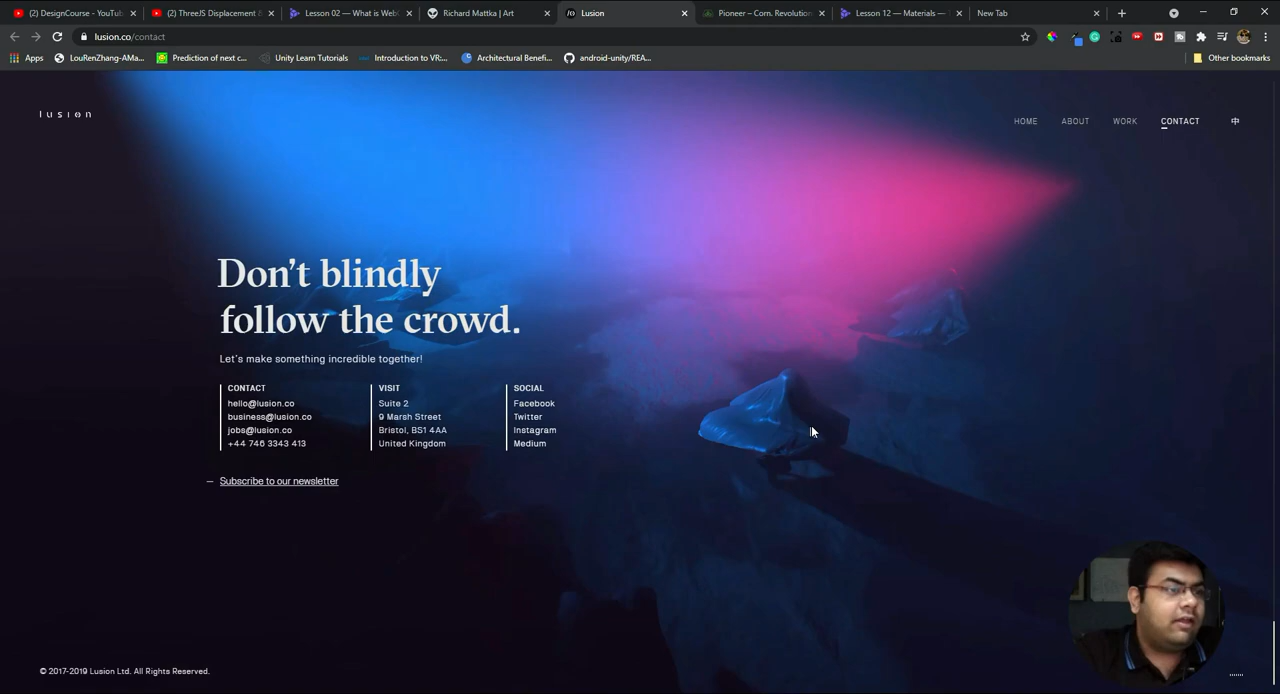 (2) DesignCourse - YouTu
(2) ThreeJS Displacement
Lesson 02 — What is Web
Richard Mattka | Art
Lusion
Pioneer – Corn. Revolution
Lesson 12 — Materials —
New Tab
lusion.co/contact
Apps
LouRenZhang-AMa...
Prediction of next c...
Unity Learn Tutorials
Introduction to VR:...
Architectural Benefi...
android-unity/REA...
Other bookmarks
lusion
HOME
ABOUT
WORK
CONTACT
中
Don't blindly
follow the crowd.
Let's make something incredible together!
CONTACT
hello@lusion.co
business@lusion.co
jobs@lusion.co
+44 746 3343 413
VISIT
Suite 2
9 Marsh Street
Bristol, BS1 4AA
United Kingdom
SOCIAL
Facebook
Twitter
Instagram
Medium
— Subscribe to our newsletter
© 2017-2019 Lusion Ltd. All Rights Reserved.